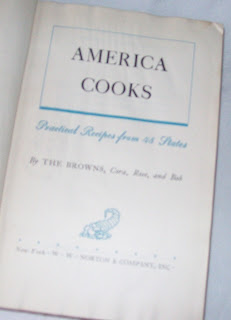 AMERICA
COOKS
Practical Recipes from 48 States
By THE BROWNS, Cora, Rose, and Bob
New York · W · W · NORTON & COMPANY, INC ·